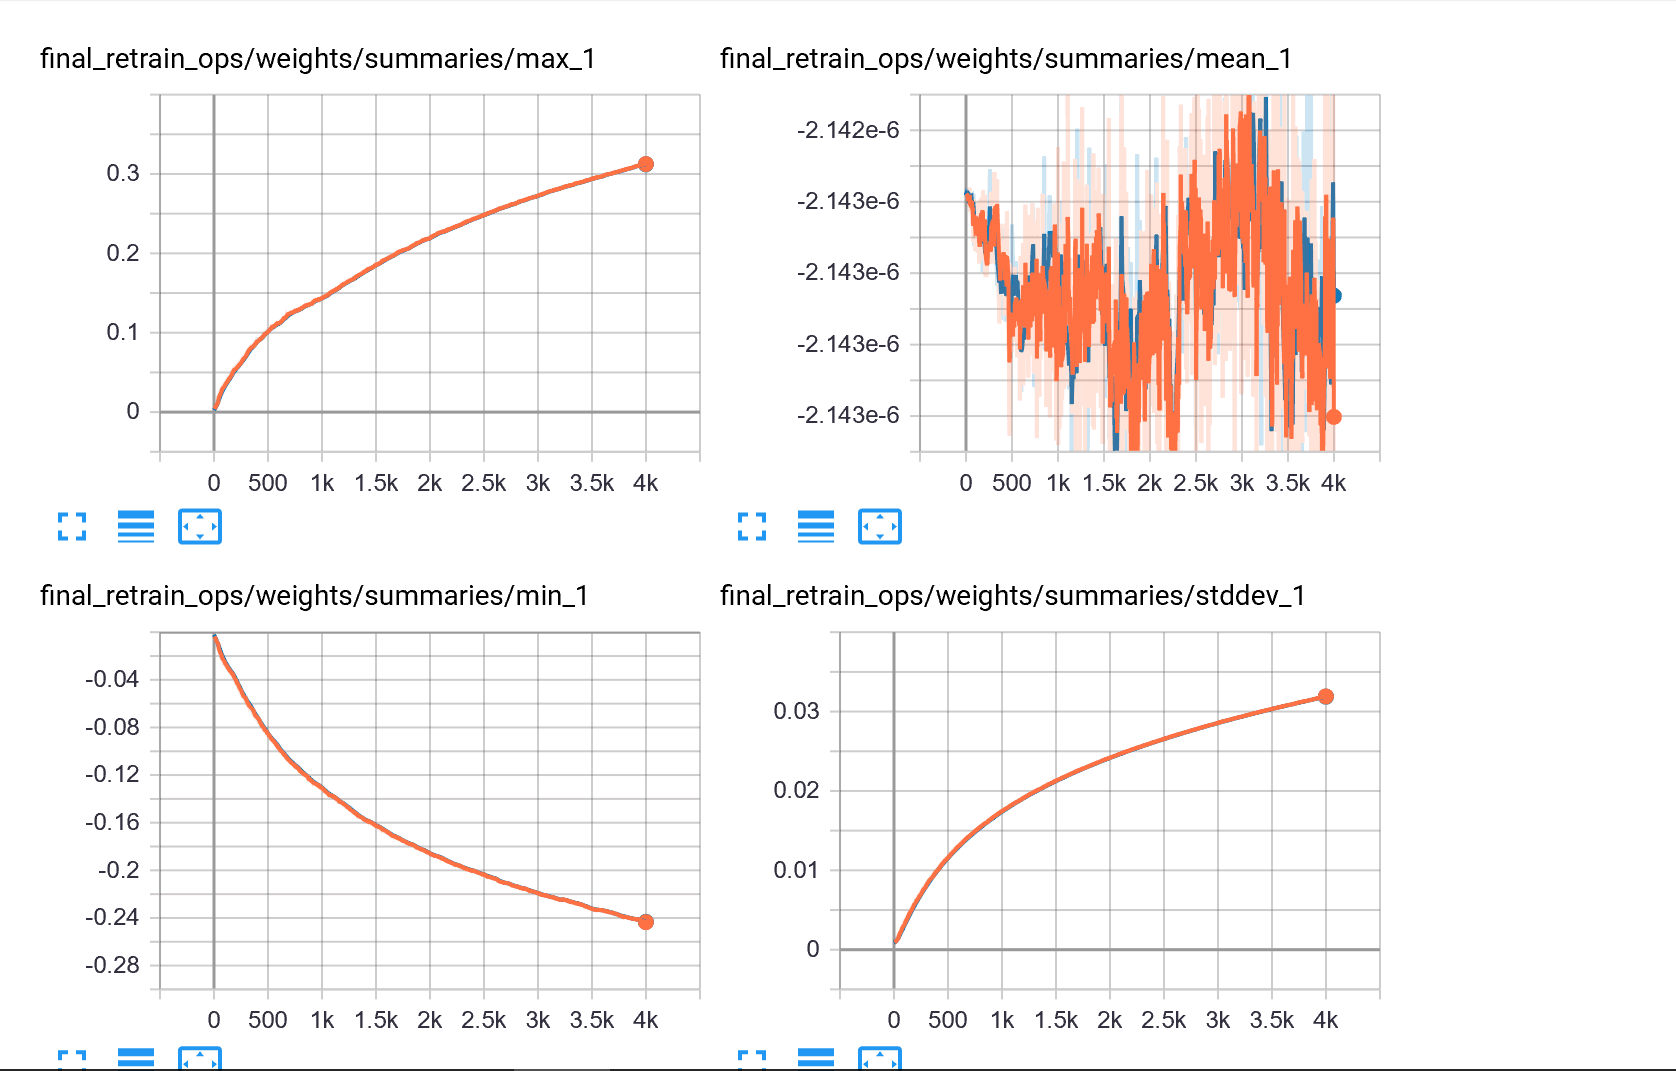 final_retrain_ops/weights/summaries/max_1
0.3
0.2
0.1
0
0 500 1k 1.5k 2k 2.5k 3k 3.5k 4k
final_retrain_ops/weights/summaries/mean_1
-2.142e-6
-2.143e-6
-2.143e-6
-2.143e-6
-2.143e-6
0 500 1k 1.5k 2k 2.5k 3k 3.5k 4k
final_retrain_ops/weights/summaries/min_1
-0.04
-0.08
-0.12
-0.16
-0.2
-0.24
-0.28
0 500 1k 1.5k 2k 2.5k 3k 3.5k 4k
final_retrain_ops/weights/summaries/stddev_1
0.03
0.02
0.01
0
0 500 1k 1.5k 2k 2.5k 3k 3.5k 4k